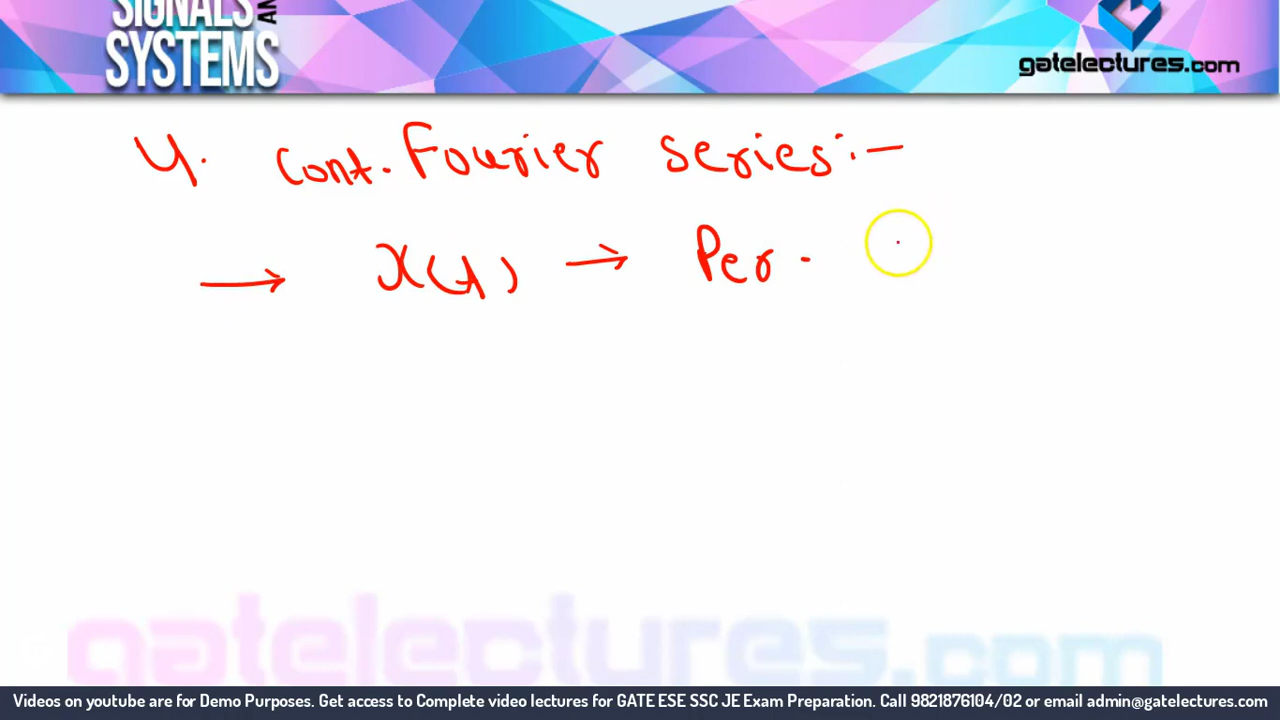 SIGNALS AND
SYSTEMS
gatelectures.com
4. Cont. Fourier series:-
→ x(t) → Per.
gatelectures.com
Videos on youtube are for Demo Purposes. Get access to Complete video lectures for GATE ESE SSC JE Exam Preparation. Call 9821876104/02 or email admin@gatelectures.com